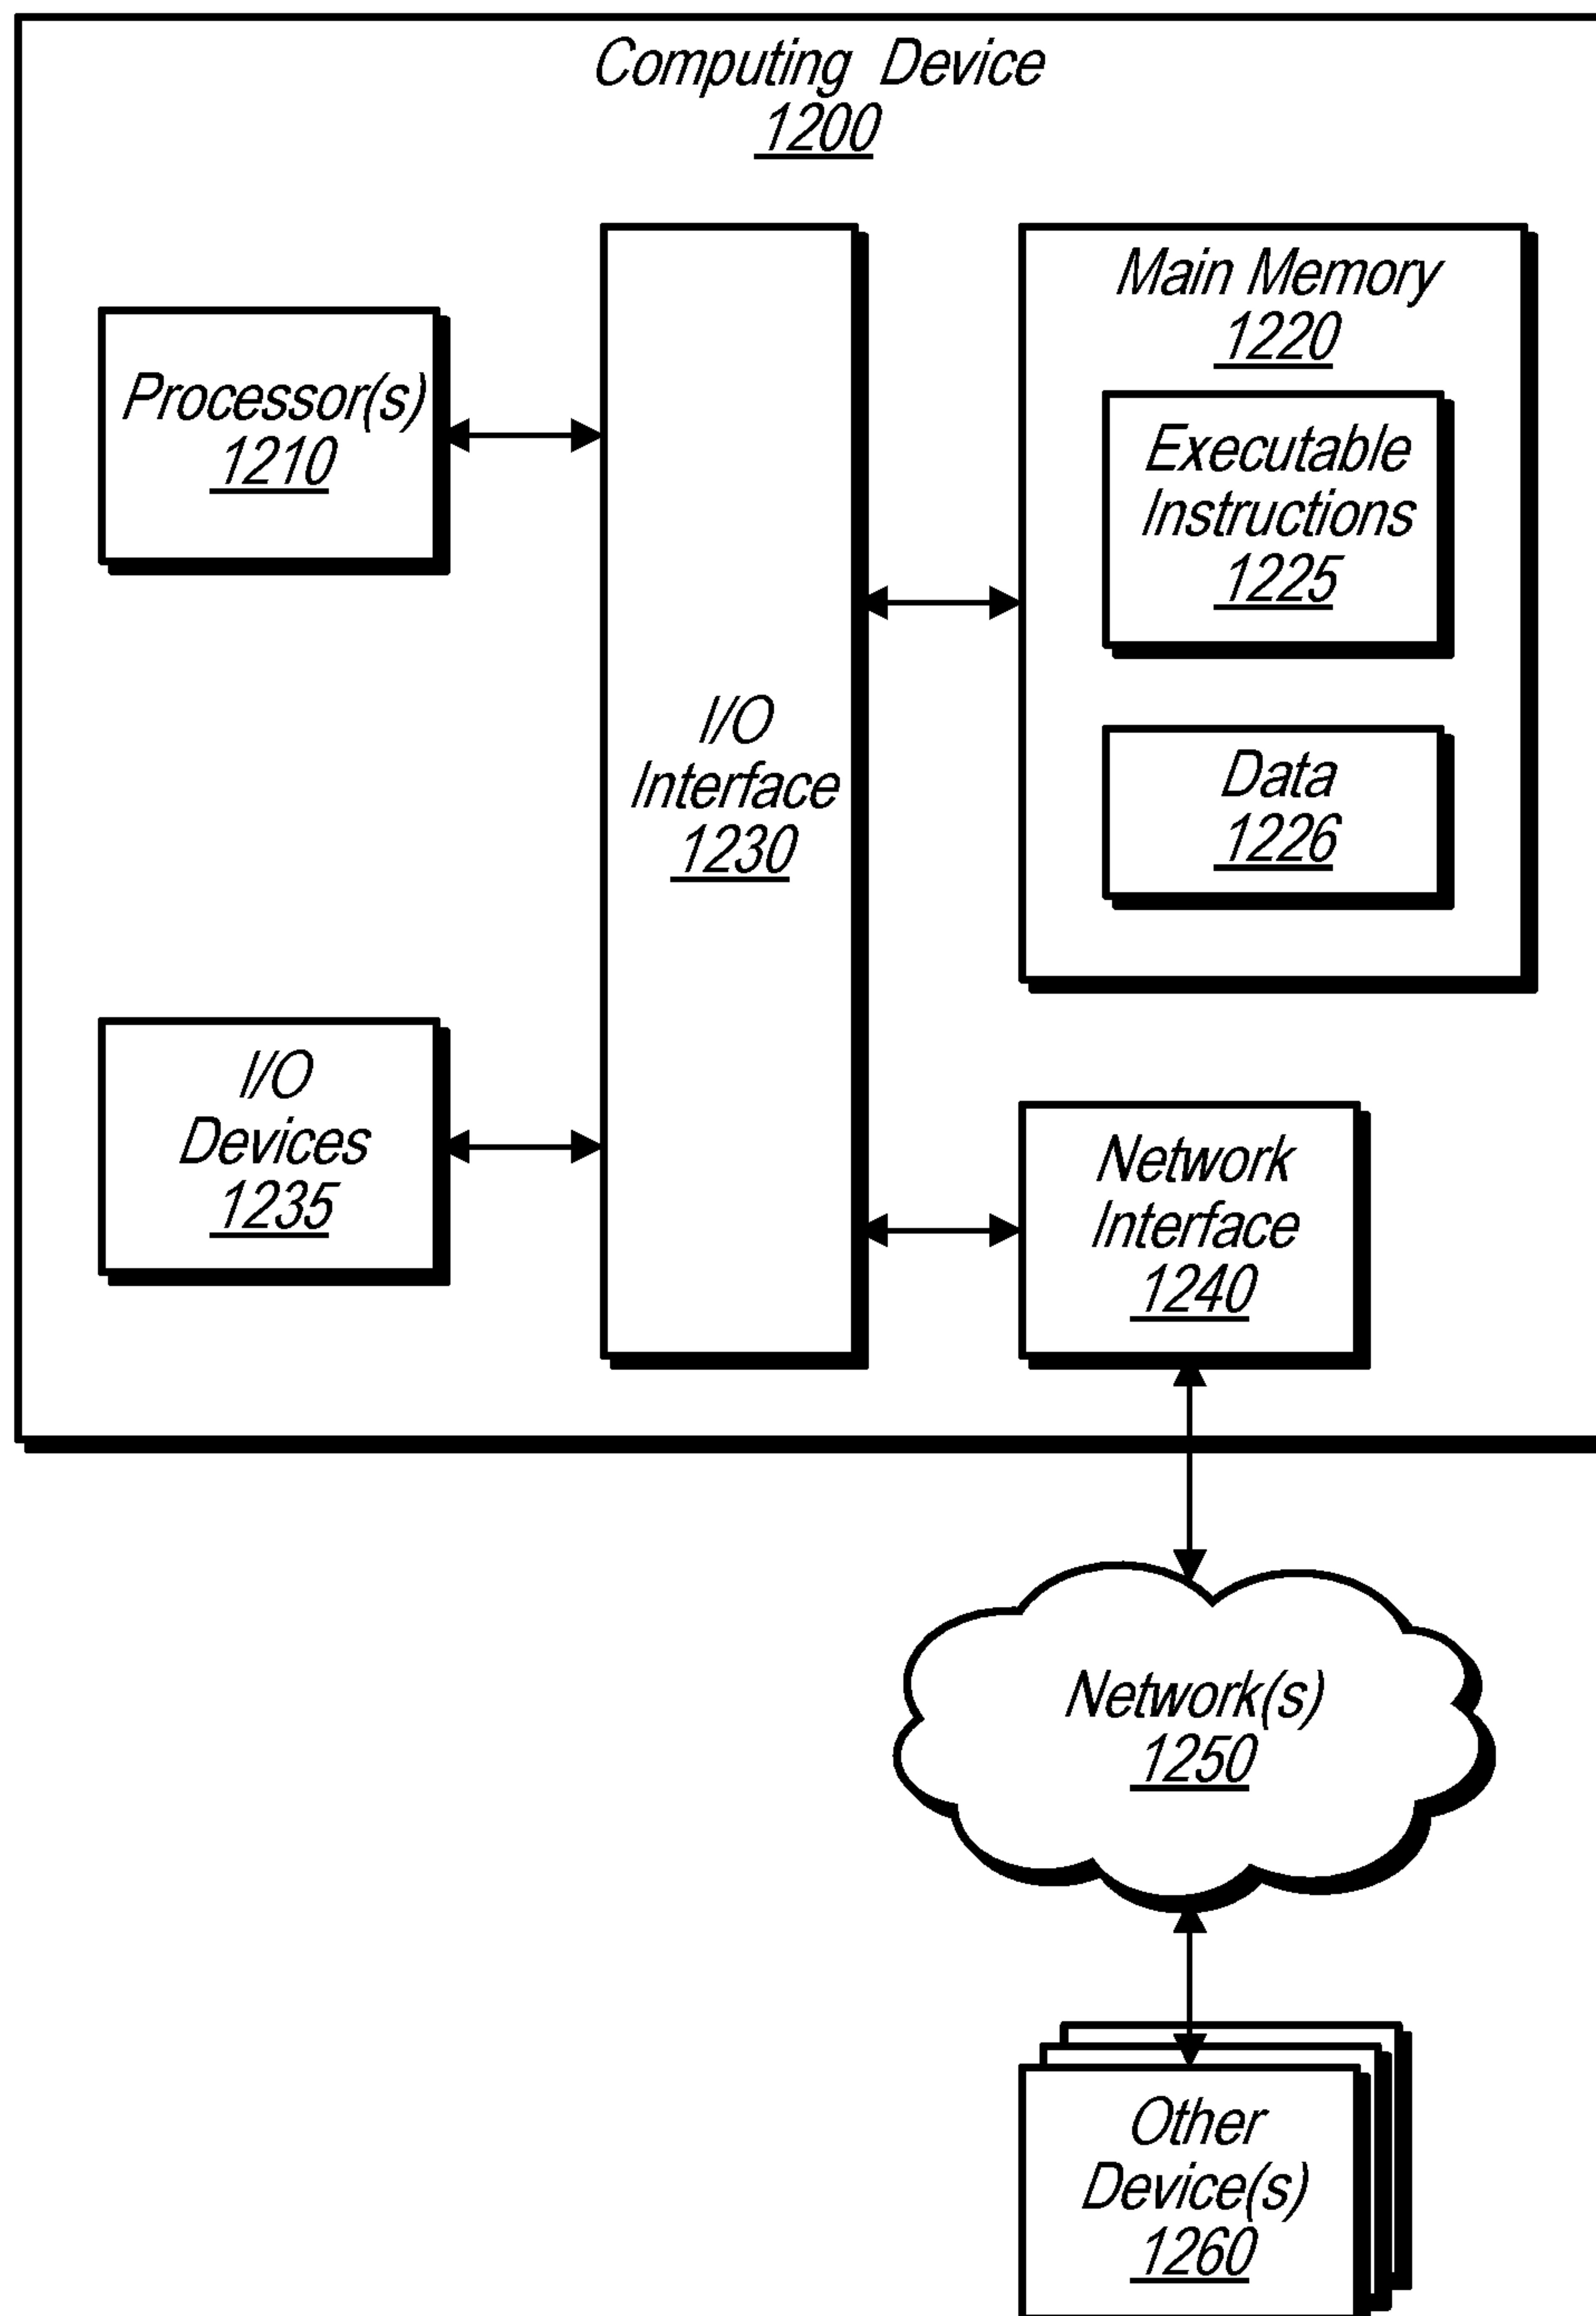 Computing Device
1200
Processor(s)
1210
I/O
Interface
1230
Main Memory
1220
Executable
Instructions
1225
Data
1226
I/O
Devices
1235
Network
Interface
1240
Network(s)
1250
Other
Device(s)
1260